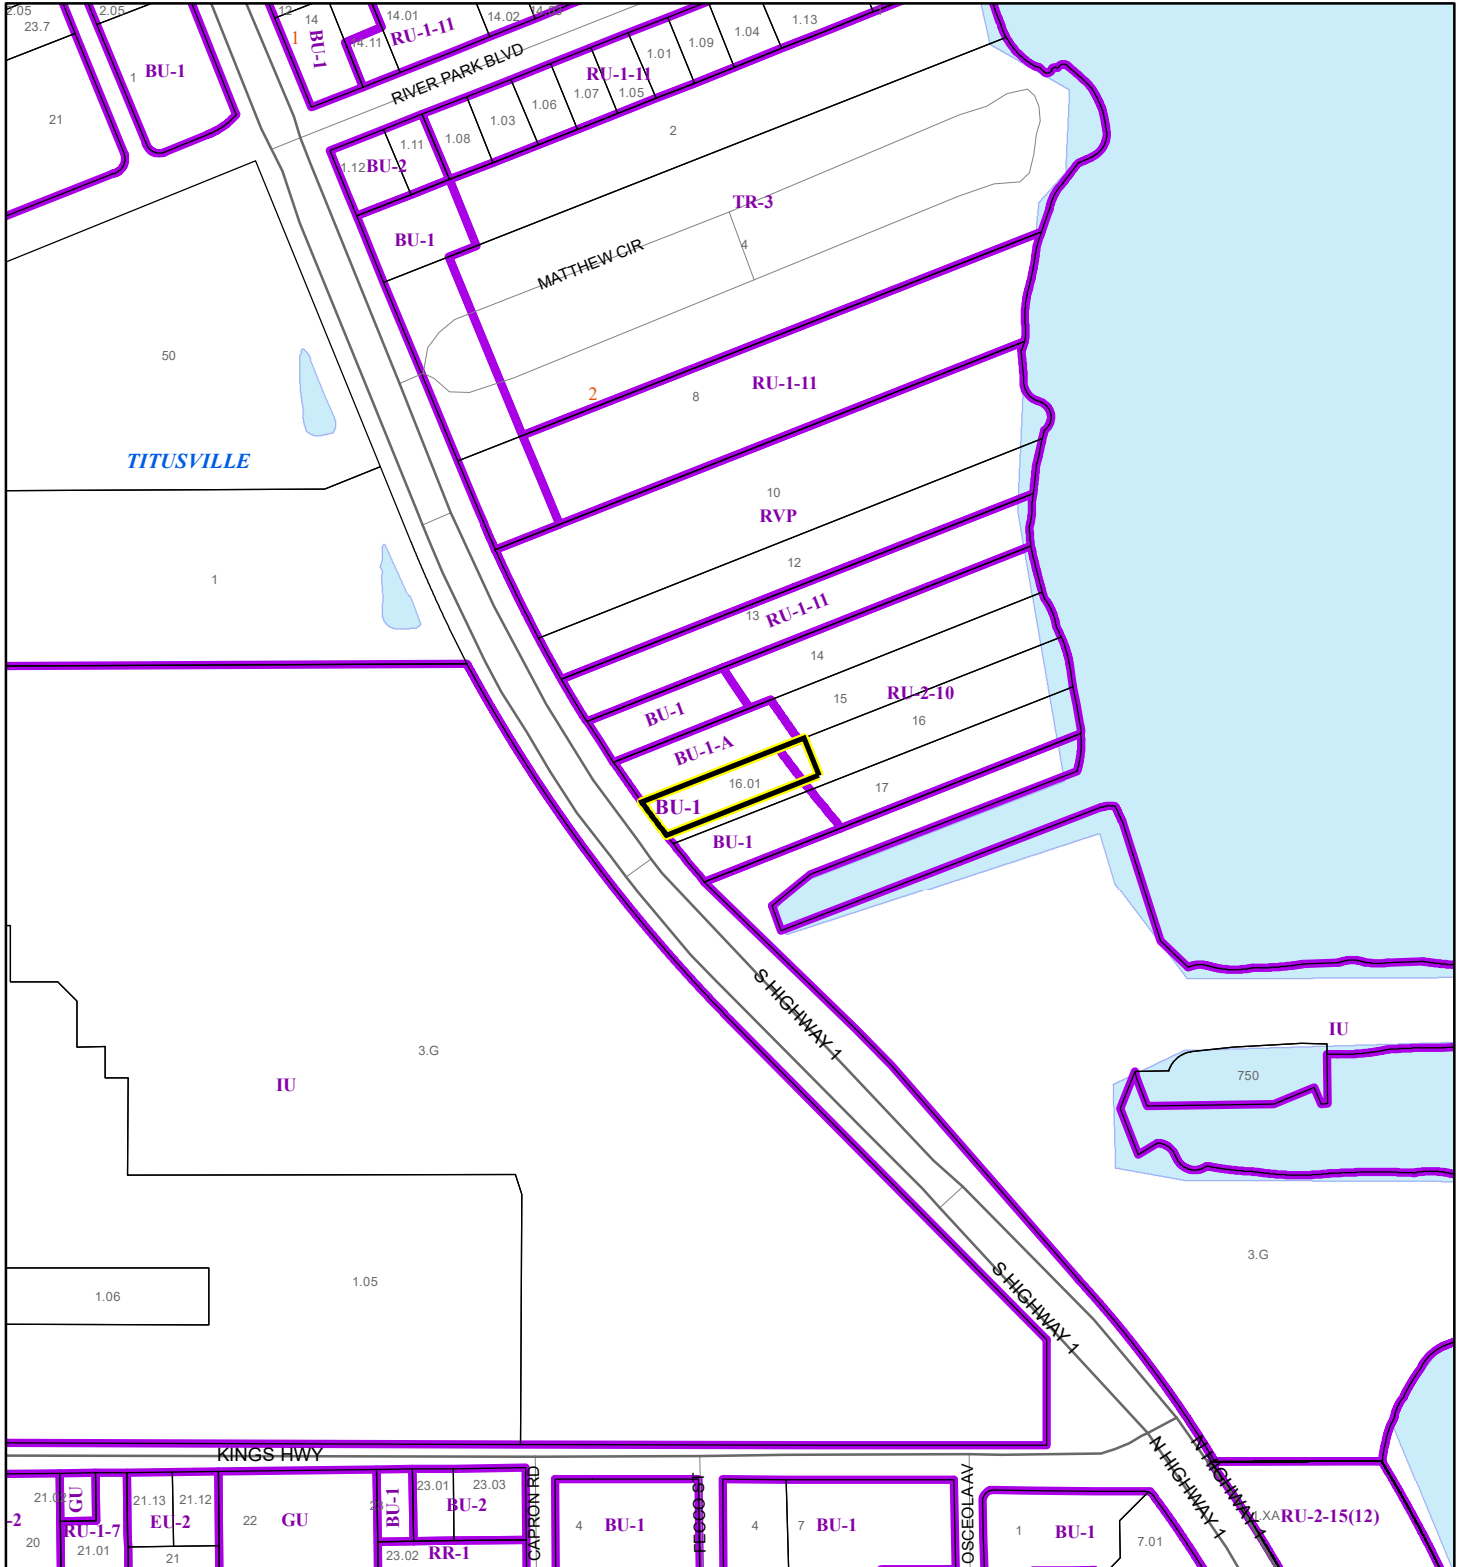 2.05
23.7
2.05
1
BU-1
21
12
14
1
BU-1
14.11
14.01
RU-1-11
14.02
RIVER PARK BLVD
RU-1-11
1.13
1.04
1.09
1.01
1.05
1.07
1.06
1.03
1.08
1.11
1.12
BU-2
2
BU-1
TR-3
MATTHEW CIR
4
50
2
8
RU-1-11
TITUSVILLE
10
RVP
1
12
13
RU-1-11
14
BU-1
15
RU-2-10
16
BU-1-A
16.01
BU-1
17
BU-1
S HIGHWAY 1
3.G
IU
IU
750
3.G
1.05
1.06
S HIGHWAY 1
KINGS HWY
N HIGHWAY 1
N HIGHWAY 1
21.02
GU
-2
RU-1-7
20
21.01
21.13
21.12
EU-2
21
22
GU
BU-1
23.01
23.03
BU-2
23.02
RR-1
CAPRON RD
4
BU-1
FECCO ST
4
7
BU-1
OSCEOLA AV
1
BU-1
7.01
RU-2-15(12)